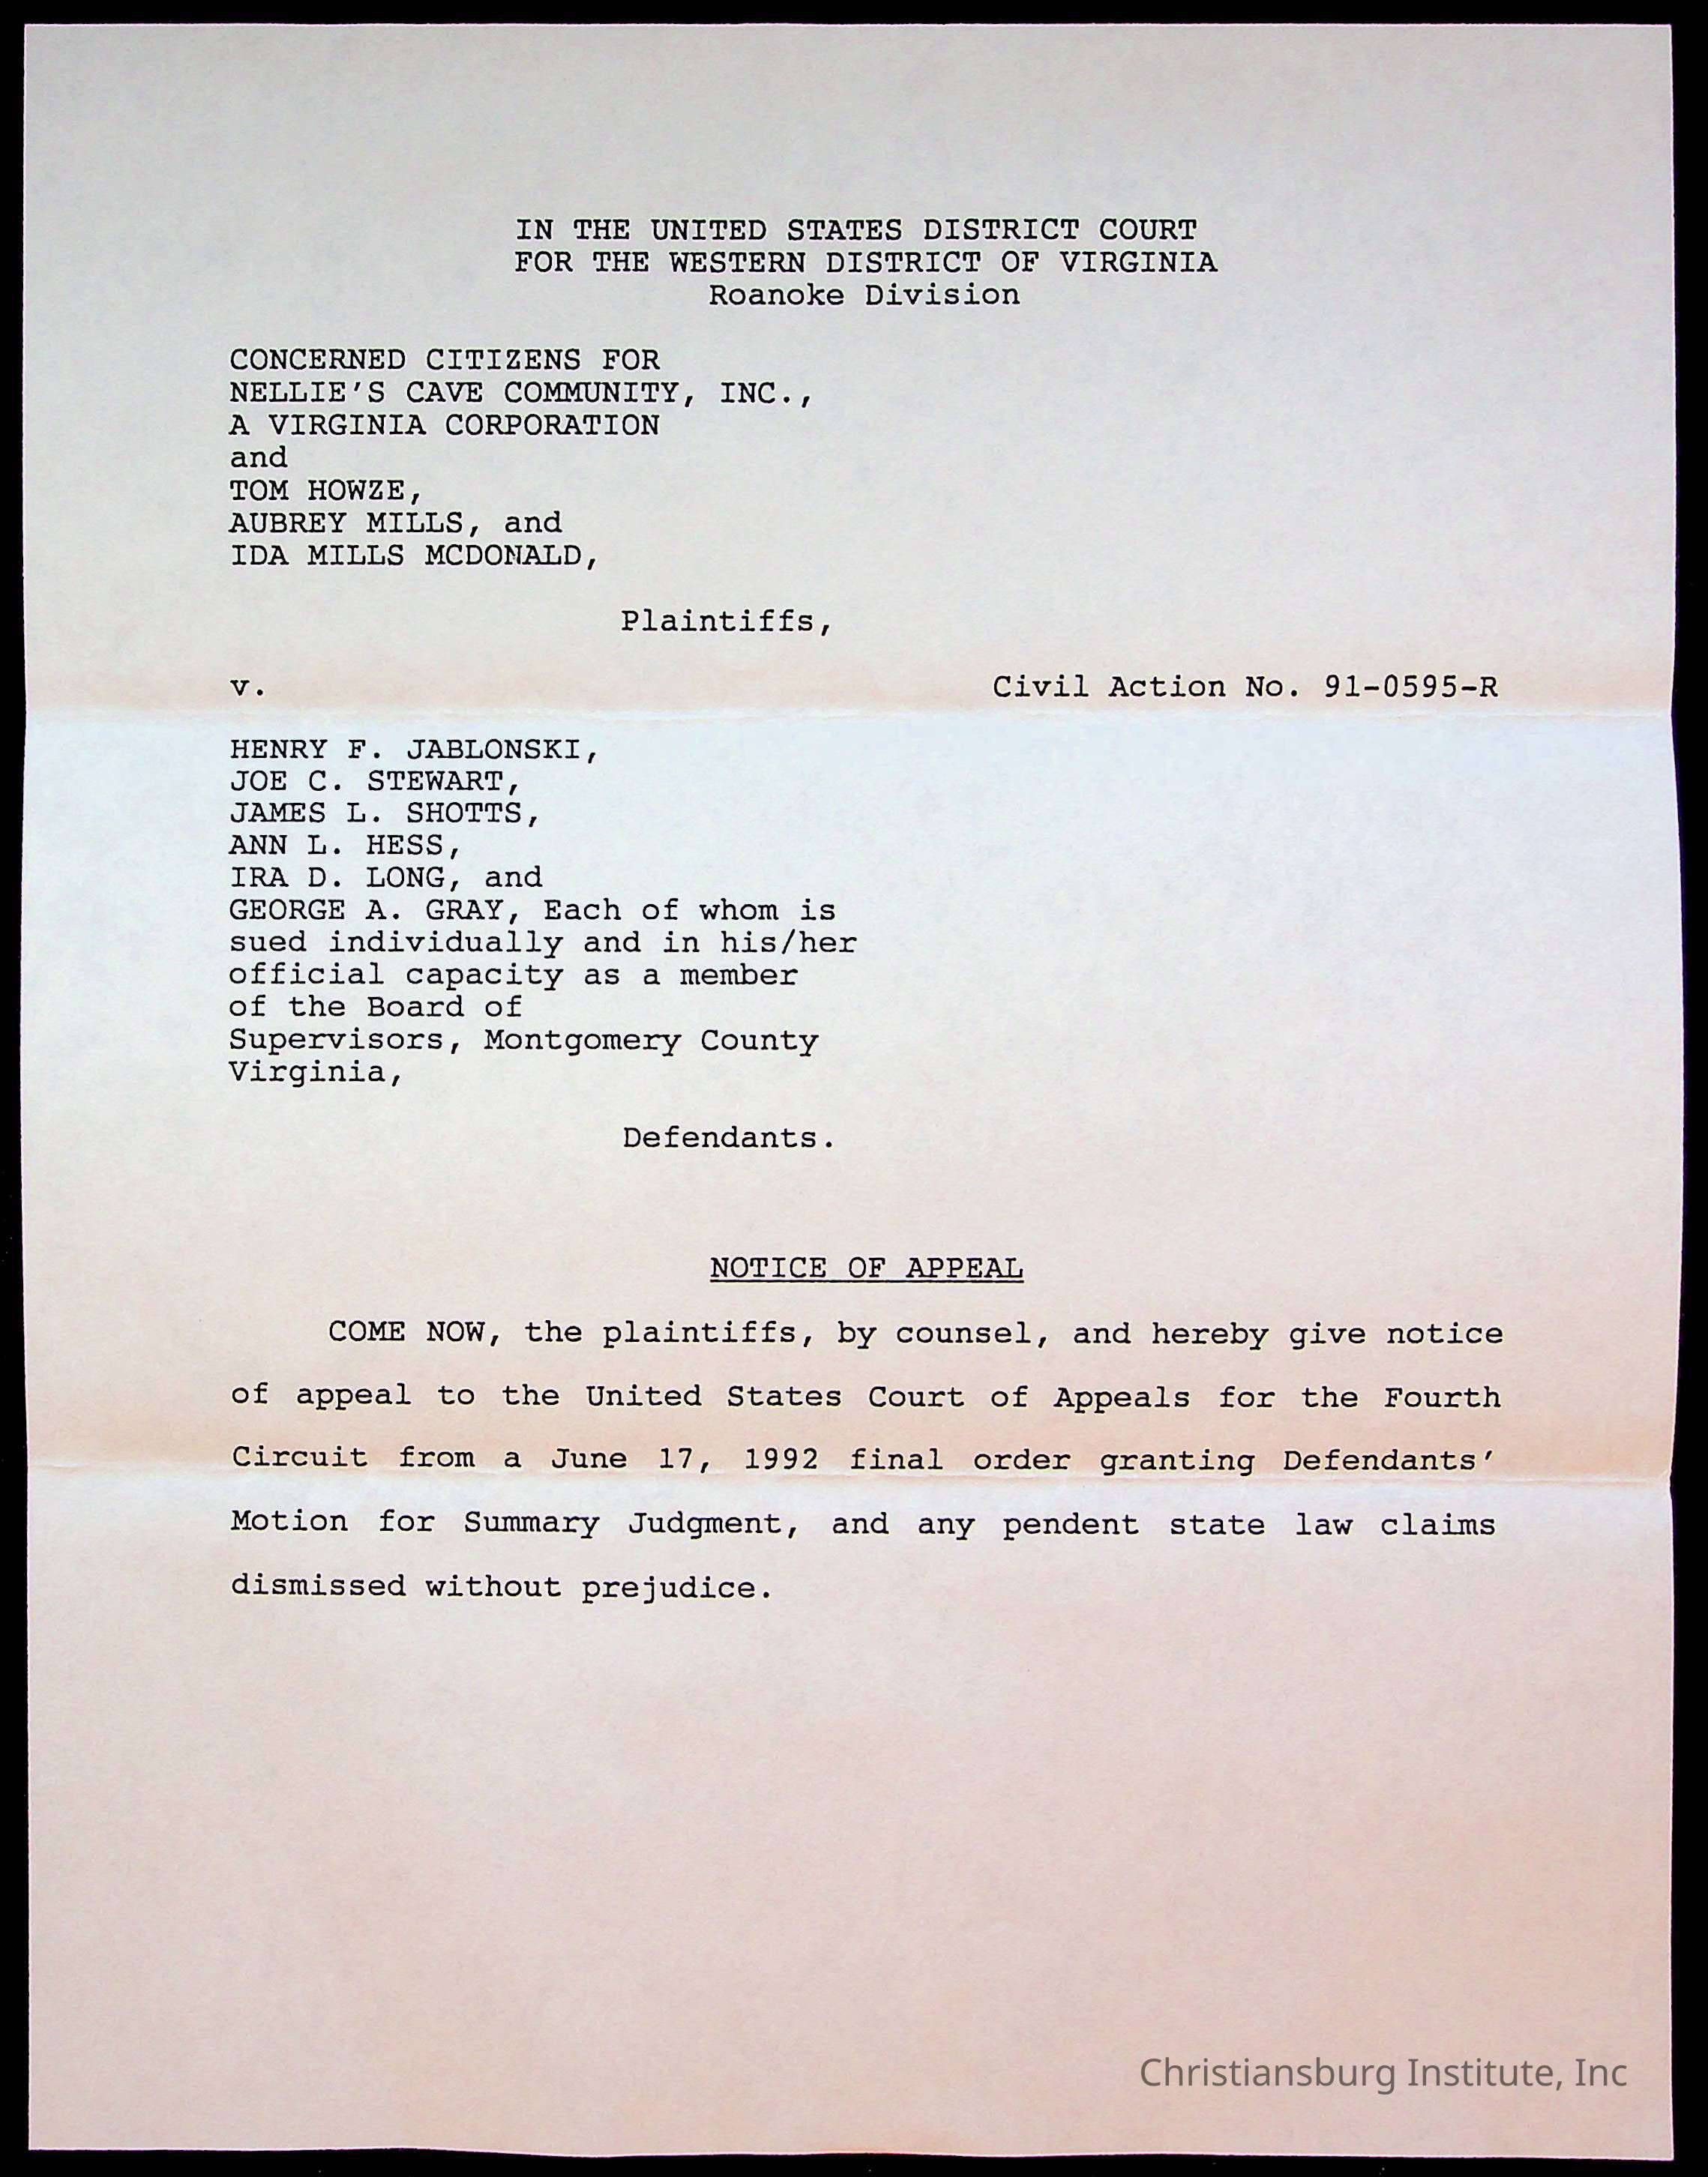 IN THE UNITED STATES DISTRICT COURT
FOR THE WESTERN DISTRICT OF VIRGINIA
Roanoke Division
CONCERNED CITIZENS FOR
NELLIE'S CAVE COMMUNITY, INC.,
A VIRGINIA CORPORATION
and
TOM HOWZE,
AUBREY MILLS, and
IDA MILLS MCDONALD,
Plaintiffs,
v. Civil Action No. 91-0595-R
HENRY F. JABLONSKI,
JOE C. STEWART,
JAMES L. SHOTTS,
ANN L. HESS,
IRA D. LONG, and
GEORGE A. GRAY, Each of whom is
sued individually and in his/her
official capacity as a member
of the Board of
Supervisors, Montgomery County
Virginia,
Defendants.
NOTICE OF APPEAL
COME NOW, the plaintiffs, by counsel, and hereby give notice
of appeal to the United States Court of Appeals for the Fourth
Circuit from a June 17, 1992 final order granting Defendants'
Motion for Summary Judgment, and any pendent state law claims
dismissed without prejudice.
Christiansburg Institute, Inc